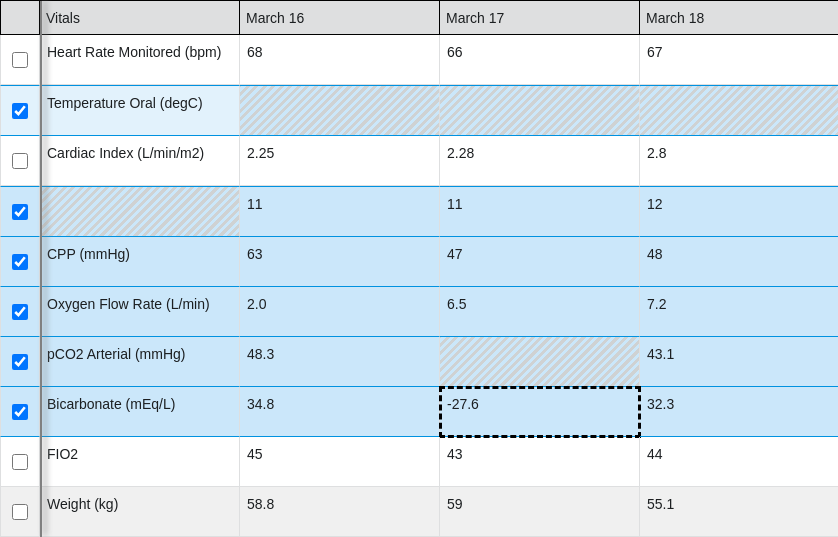 Vitals March 16 March 17 March 18
Heart Rate Monitored (bpm) 68 66 67
Temperature Oral (degC)
Cardiac Index (L/min/m2) 2.25 2.28 2.8
11 11 12
CPP (mmHg) 63 47 48
Oxygen Flow Rate (L/min) 2.0 6.5 7.2
pCO2 Arterial (mmHg) 48.3 43.1
Bicarbonate (mEq/L) 34.8 -27.6 32.3
FIO2 45 43 44
Weight (kg) 58.8 59 55.1